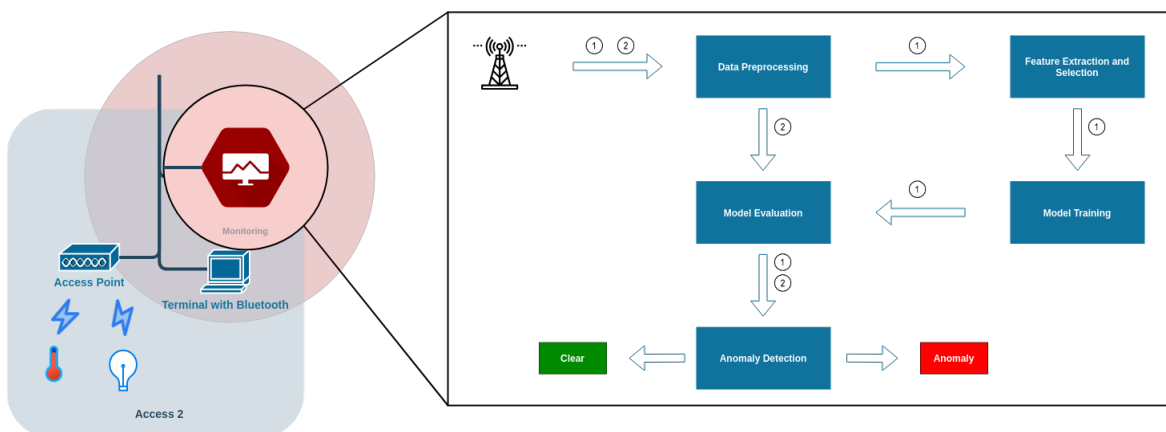 Monitoring
Access Point
Terminal with Bluetooth
Access 2
1 2
Data Preprocessing
1
Feature Extraction and
Selection
2
1
Model Evaluation
1
Model Training
1
2
Clear
Anomaly Detection
Anomaly